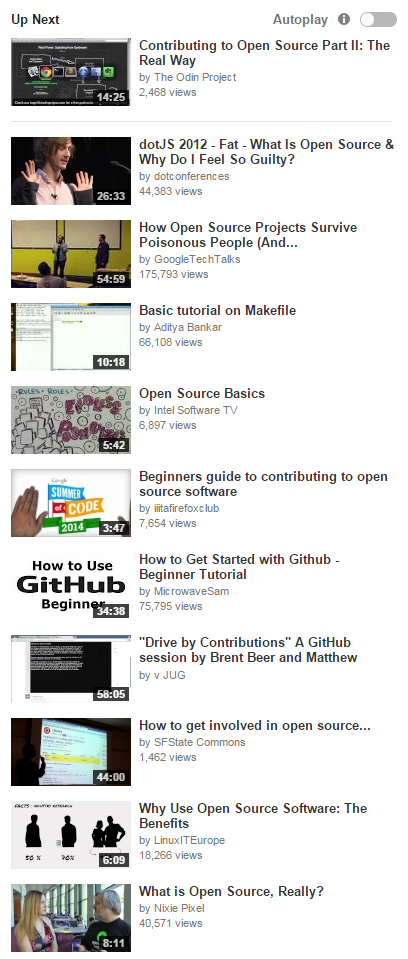 Up Next
Autoplay
14:25
Contributing to Open Source Part II: The
Real Way
by The Odin Project
2,468 views
26:33
dotJS 2012 - Fat - What Is Open Source &
Why Do I Feel So Guilty?
by dotconferences
44,383 views
54:59
How Open Source Projects Survive
Poisonous People (And...
by GoogleTechTalks
175,793 views
10:18
Basic tutorial on Makefile
by Aditya Bankar
66,108 views
RULES - RULES -
ENDLESS
5:42
Open Source Basics
by Intel Software TV
6,897 views
Google
SUMMER
of
CODE
2014
3:47
Beginners guide to contributing to open
source software
by iiitafirefoxclub
7,654 views
How to Use
GitHub
Beginner
34:38
How to Get Started with Github -
Beginner Tutorial
by MicrowaveSam
75,795 views
58:05
"Drive by Contributions" A GitHub
session by Brent Beer and Matthew
by v JUG
44:00
How to get involved in open source...
by SFState Commons
1,462 views
FACTS: INDUSTRY RESEARCH
50 %
70%
6:09
Why Use Open Source Software: The
Benefits
by LinuxITEurope
18,266 views
8:11
What is Open Source, Really?
by Nixie Pixel
40,571 views